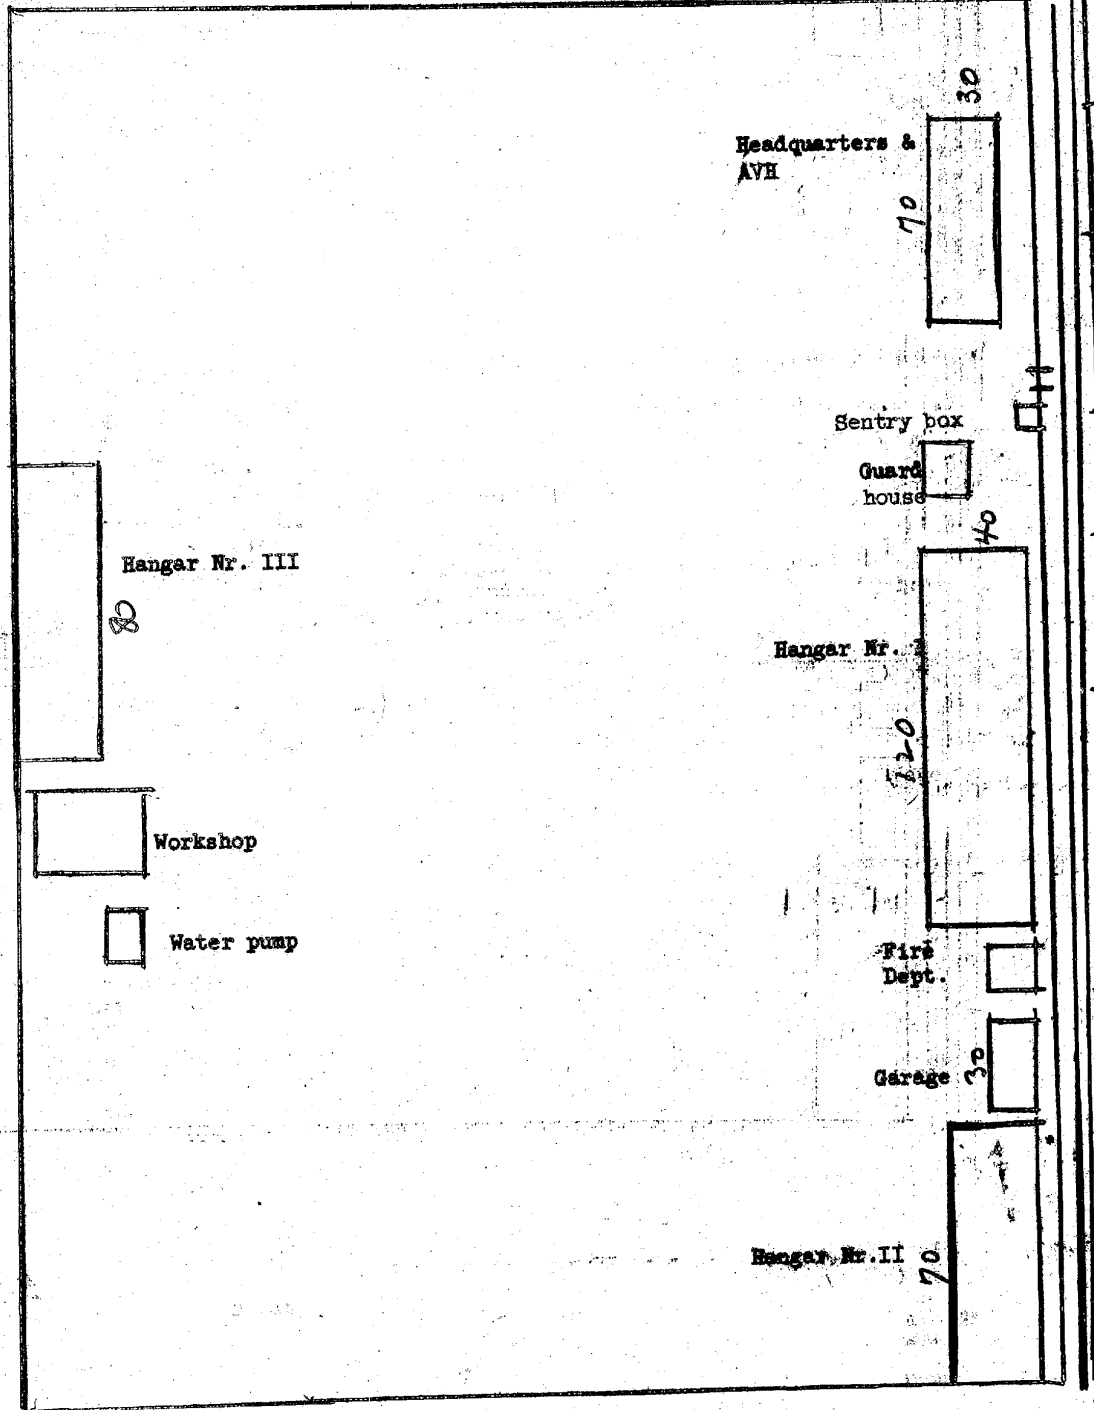 30
Headquarters &
AVH
70
Sentry box
Guard
house
40
Hangar Nr. III
80
Hangar Nr. I
120
Workshop
Water pump
Fire
Dept.
Garage
30
Hangar Nr.II
70